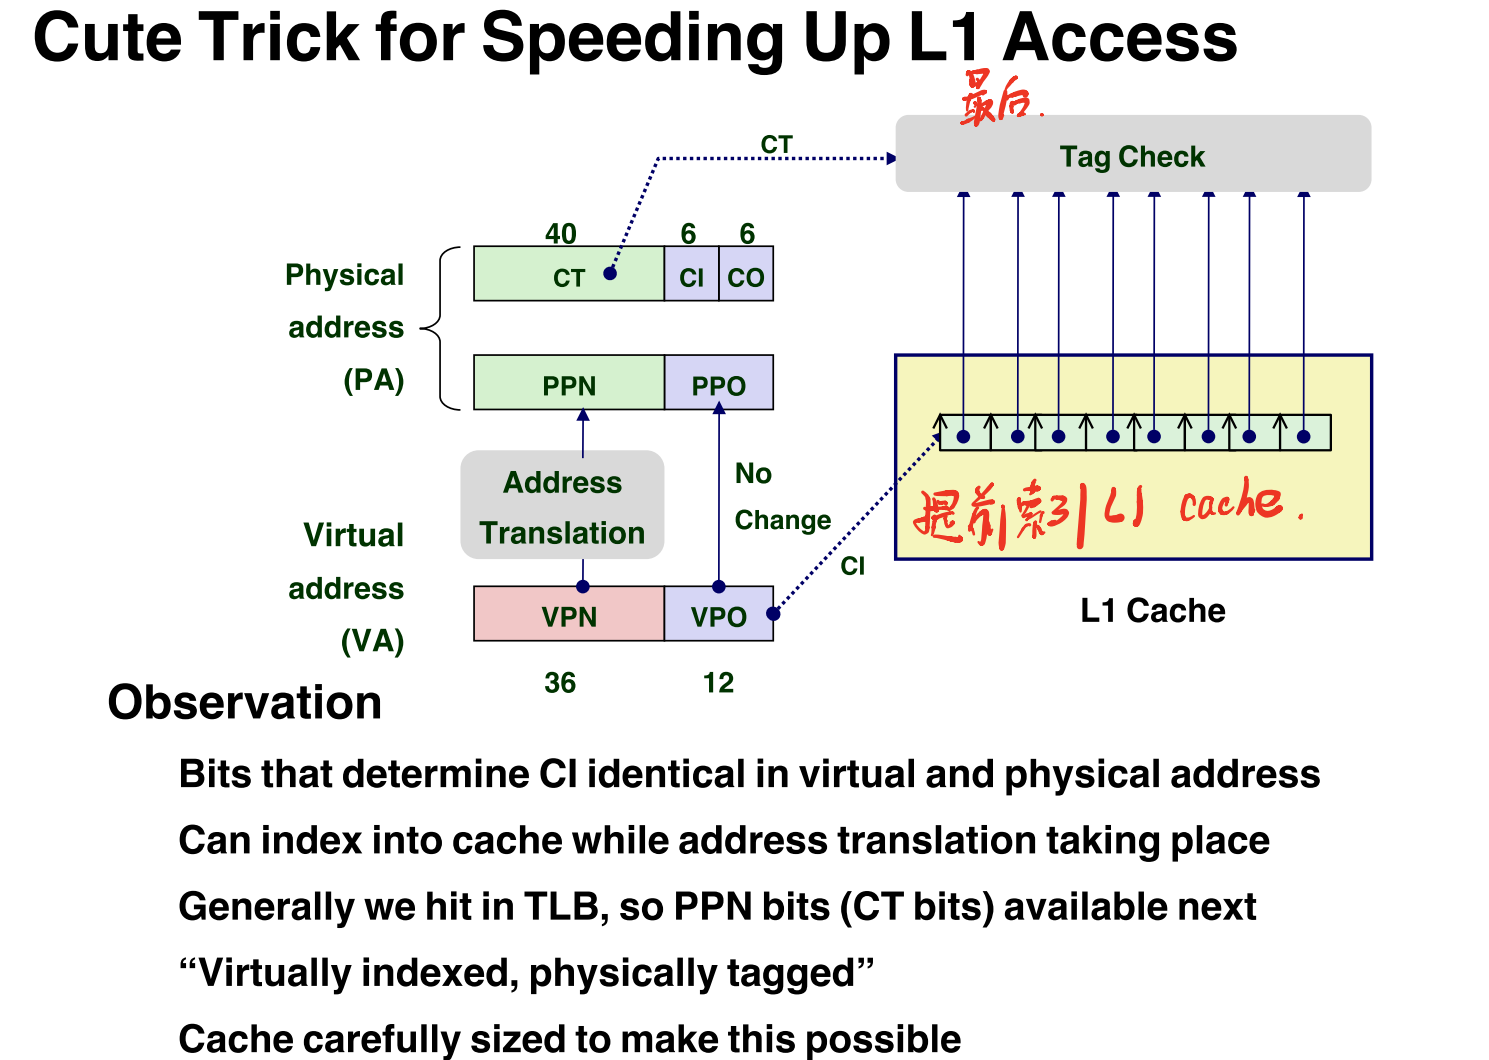 Cute Trick for Speeding Up L1 Access
最后.
CT
Tag Check
40 6 6
Physical
address
(PA)
CT CI CO
PPN PPO
Address
Translation
No
Change
提前索引 L1 cache.
Virtual
address
(VA)
CI
VPN VPO
L1 Cache
36 12
Observation
Bits that determine CI identical in virtual and physical address
Can index into cache while address translation taking place
Generally we hit in TLB, so PPN bits (CT bits) available next
“Virtually indexed, physically tagged”
Cache carefully sized to make this possible